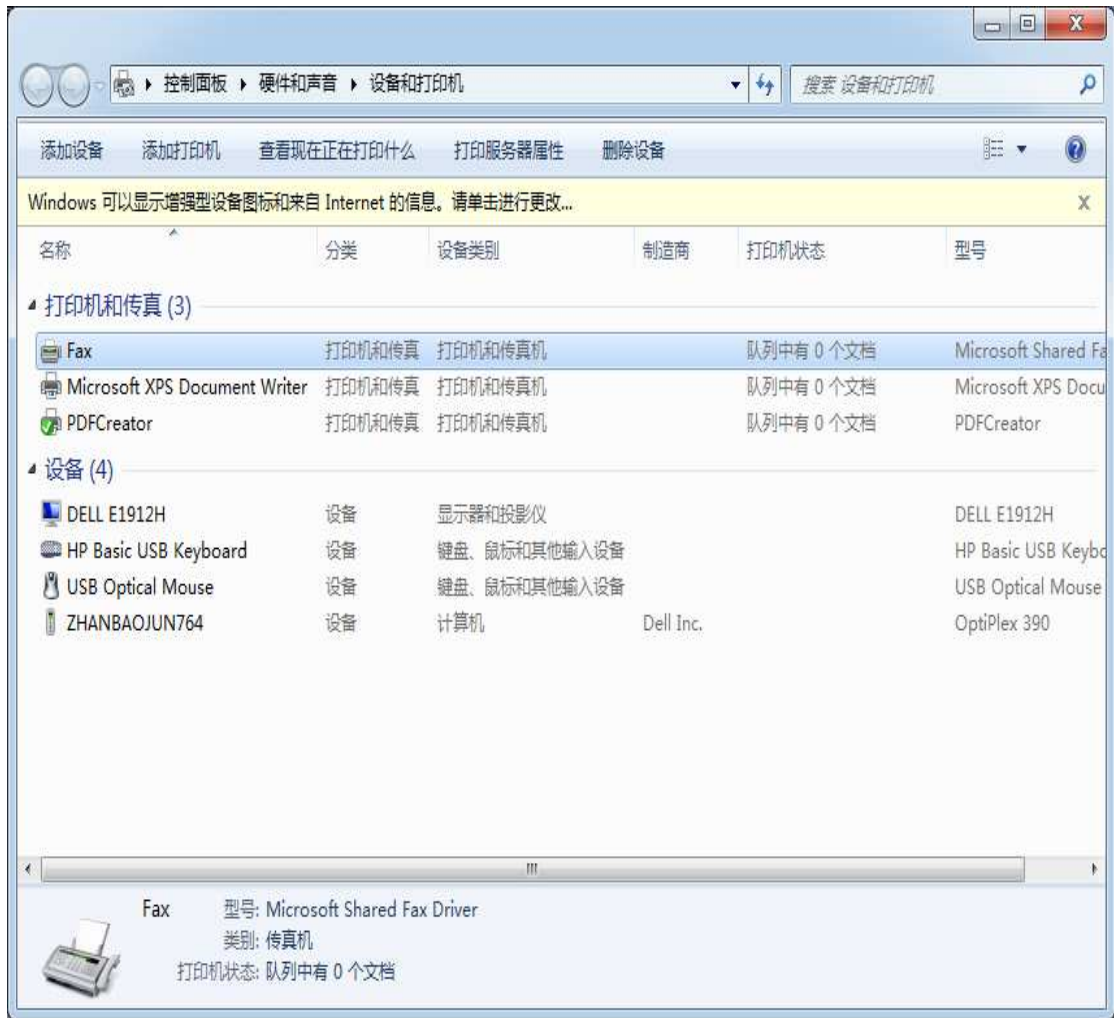 控制面板 硬件和声音 设备和打印机 搜索 设备和打印机
添加设备 添加打印机 查看现在正在打印什么 打印服务器属性 删除设备
Windows 可以显示增强型设备图标和来自 Internet 的信息。请单击进行更改... X
名称 分类 设备类别 制造商 打印机状态 型号
打印机和传真 (3)
Fax 打印机和传真 打印机和传真机 队列中有 0 个文档 Microsoft Shared Fa
Microsoft XPS Document Writer 打印机和传真 打印机和传真机 队列中有 0 个文档 Microsoft XPS Docu
PDFCreator 打印机和传真 打印机和传真机 队列中有 0 个文档 PDFCreator
设备 (4)
DELL E1912H 设备 显示器和投影仪 DELL E1912H
HP Basic USB Keyboard 设备 键盘、鼠标和其他输入设备 HP Basic USB Keybo
USB Optical Mouse 设备 键盘、鼠标和其他输入设备 USB Optical Mouse
ZHANBAOJUN764 设备 计算机 Dell Inc. OptiPlex 390
Fax 型号: Microsoft Shared Fax Driver
类别: 传真机
打印机状态: 队列中有 0 个文档